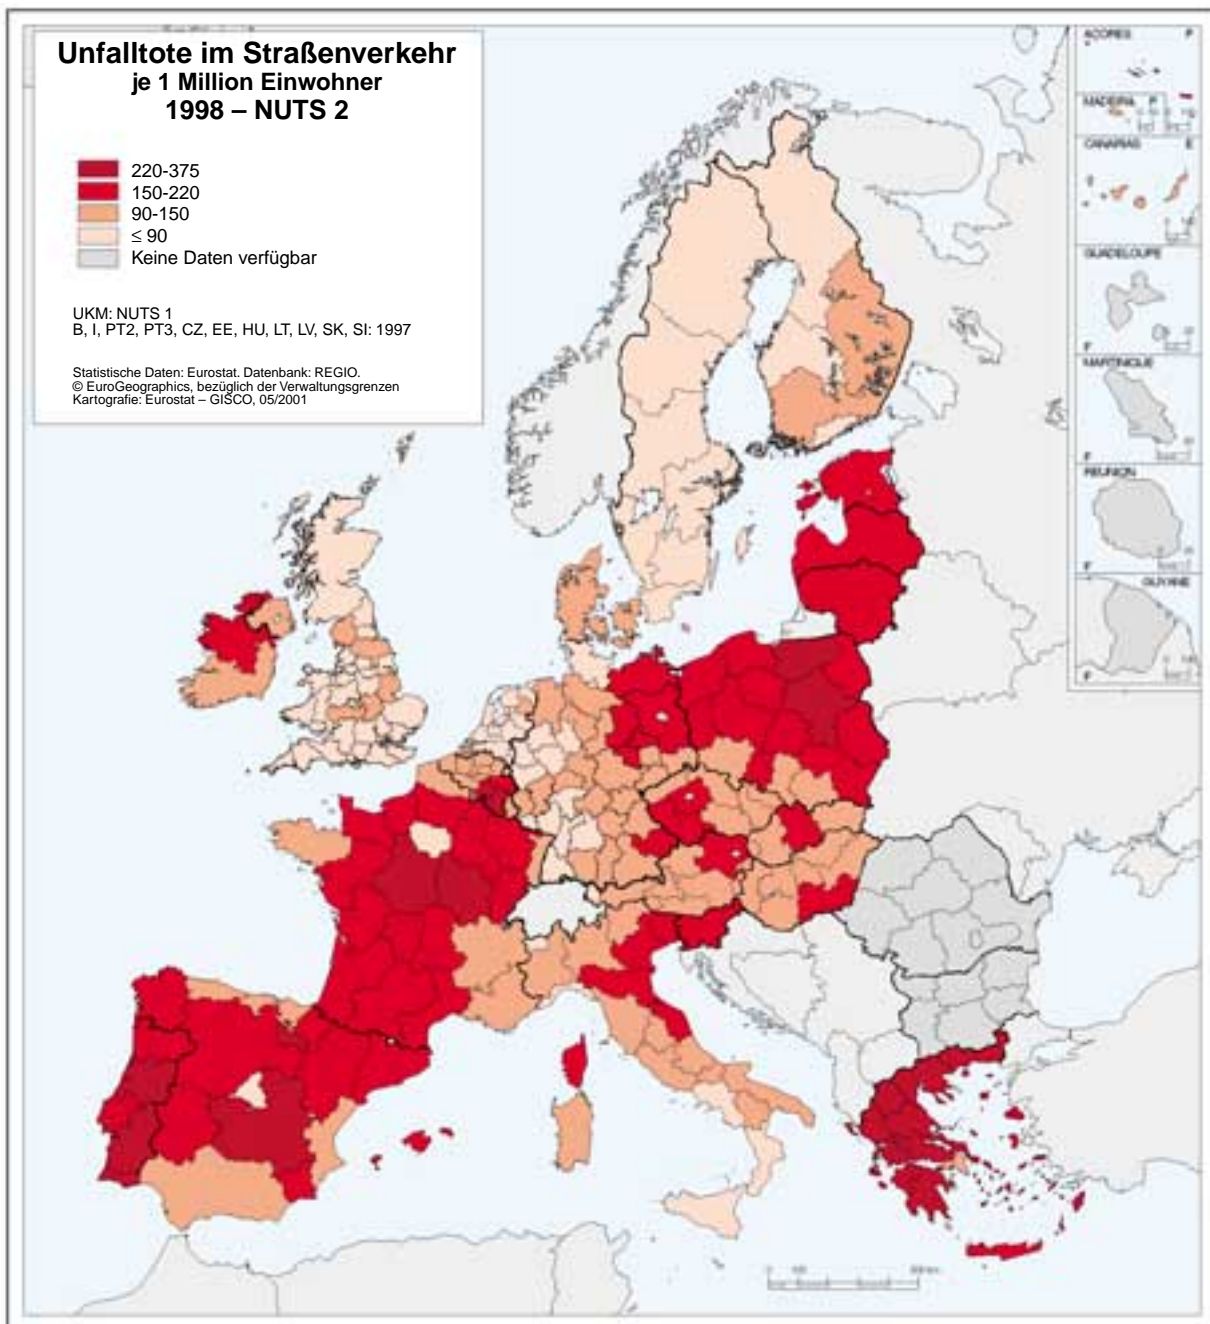 Unfalltote im Straßenverkehr
je 1 Million Einwohner
1998 – NUTS 2
220-375
150-220
90-150
≤ 90
Keine Daten verfügbar
UKM: NUTS 1
B, I, PT2, PT3, CZ, EE, HU, LT, LV, SK, SI: 1997
Statistische Daten: Eurostat. Datenbank: REGIO.
© EuroGeographics, bezüglich der Verwaltungsgrenzen
Kartografie: Eurostat – GISCO, 05/2001
AÇORES P
MADEIRA P
CANARIAS E
GUADELOUPE
F
MARTINIQUE
F
REUNION
F
GUYANE
F